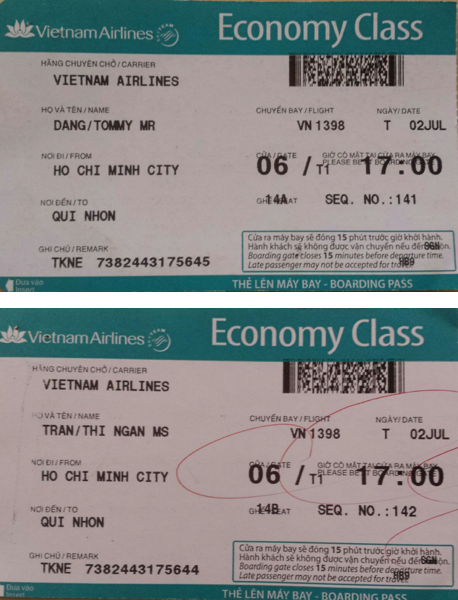 Vietnam Airlines Economy Class
HÃNG CHUYÊN CHỞ / CARRIER
VIETNAM AIRLINES
HỌ VÀ TÊN / NAME CHUYẾN BAY / FLIGHT NGÀY / DATE
DANG/TOMMY MR VN 1398 T 02JUL
NƠI ĐI / FROM CỬA / GATE GIỜ CÓ MẶT TẠI CỬA RA MÁY BAY
PLEASE BE AT BOARDING
HO CHI MINH CITY 06 / T1 17:00
NƠI ĐẾN / TO GHẾ / SEAT 14A SEQ. NO.:141
QUI NHON
GHI CHÚ / REMARK Cửa ra máy bay sẽ đóng 15 phút trước giờ khởi hành.
Hành khách sẽ không được vận chuyển nếu đến SGN
Boarding gate closes 15 minutes before departure time.
TKNE 7382443175645 Late passenger may not be accepted for travel HB9
Đưa vào
Insert THẺ LÊN MÁY BAY - BOARDING PASS
Vietnam Airlines Economy Class
HÃNG CHUYÊN CHỞ / CARRIER
VIETNAM AIRLINES
HỌ VÀ TÊN / NAME CHUYẾN BAY / FLIGHT NGÀY / DATE
TRAN/THI NGAN MS VN 1398 T 02JUL
NƠI ĐI / FROM CỬA / GATE GIỜ CÓ MẶT TẠI CỬA RA MÁY BAY
PLEASE BE AT BOARDING
HO CHI MINH CITY 06 / T1 17:00
NƠI ĐẾN / TO GHẾ / SEAT 14B SEQ. NO.:142
QUI NHON
GHI CHÚ / REMARK Cửa ra máy bay sẽ đóng 15 phút trước giờ khởi hành.
Hành khách sẽ không được vận chuyển nếu đến SGN
Boarding gate closes 15 minutes before departure time.
TKNE 7382443175644 Late passenger may not be accepted for travel HB9
Đưa vào
Insert THẺ LÊN MÁY BAY - BOARDING PASS